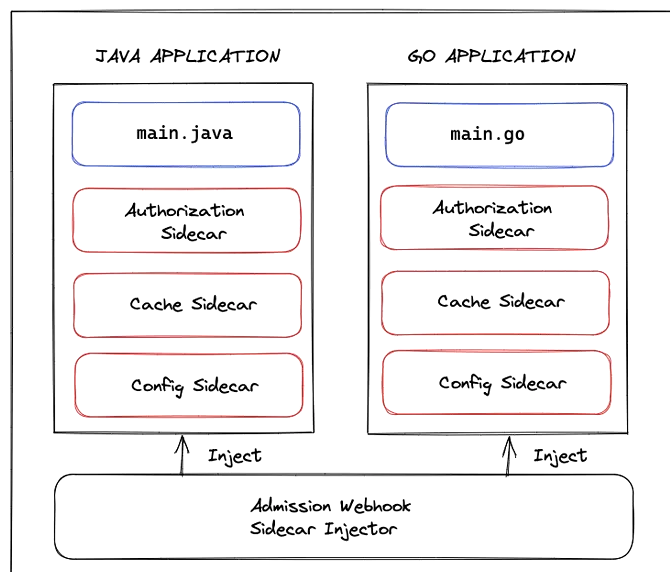 JAVA APPLICATION
GO APPLICATION
main.java
main.go
Authorization
Sidecar
Authorization
Sidecar
Cache Sidecar
Cache Sidecar
Config Sidecar
Config Sidecar
Inject
Inject
Admission Webhook
Sidecar Injector